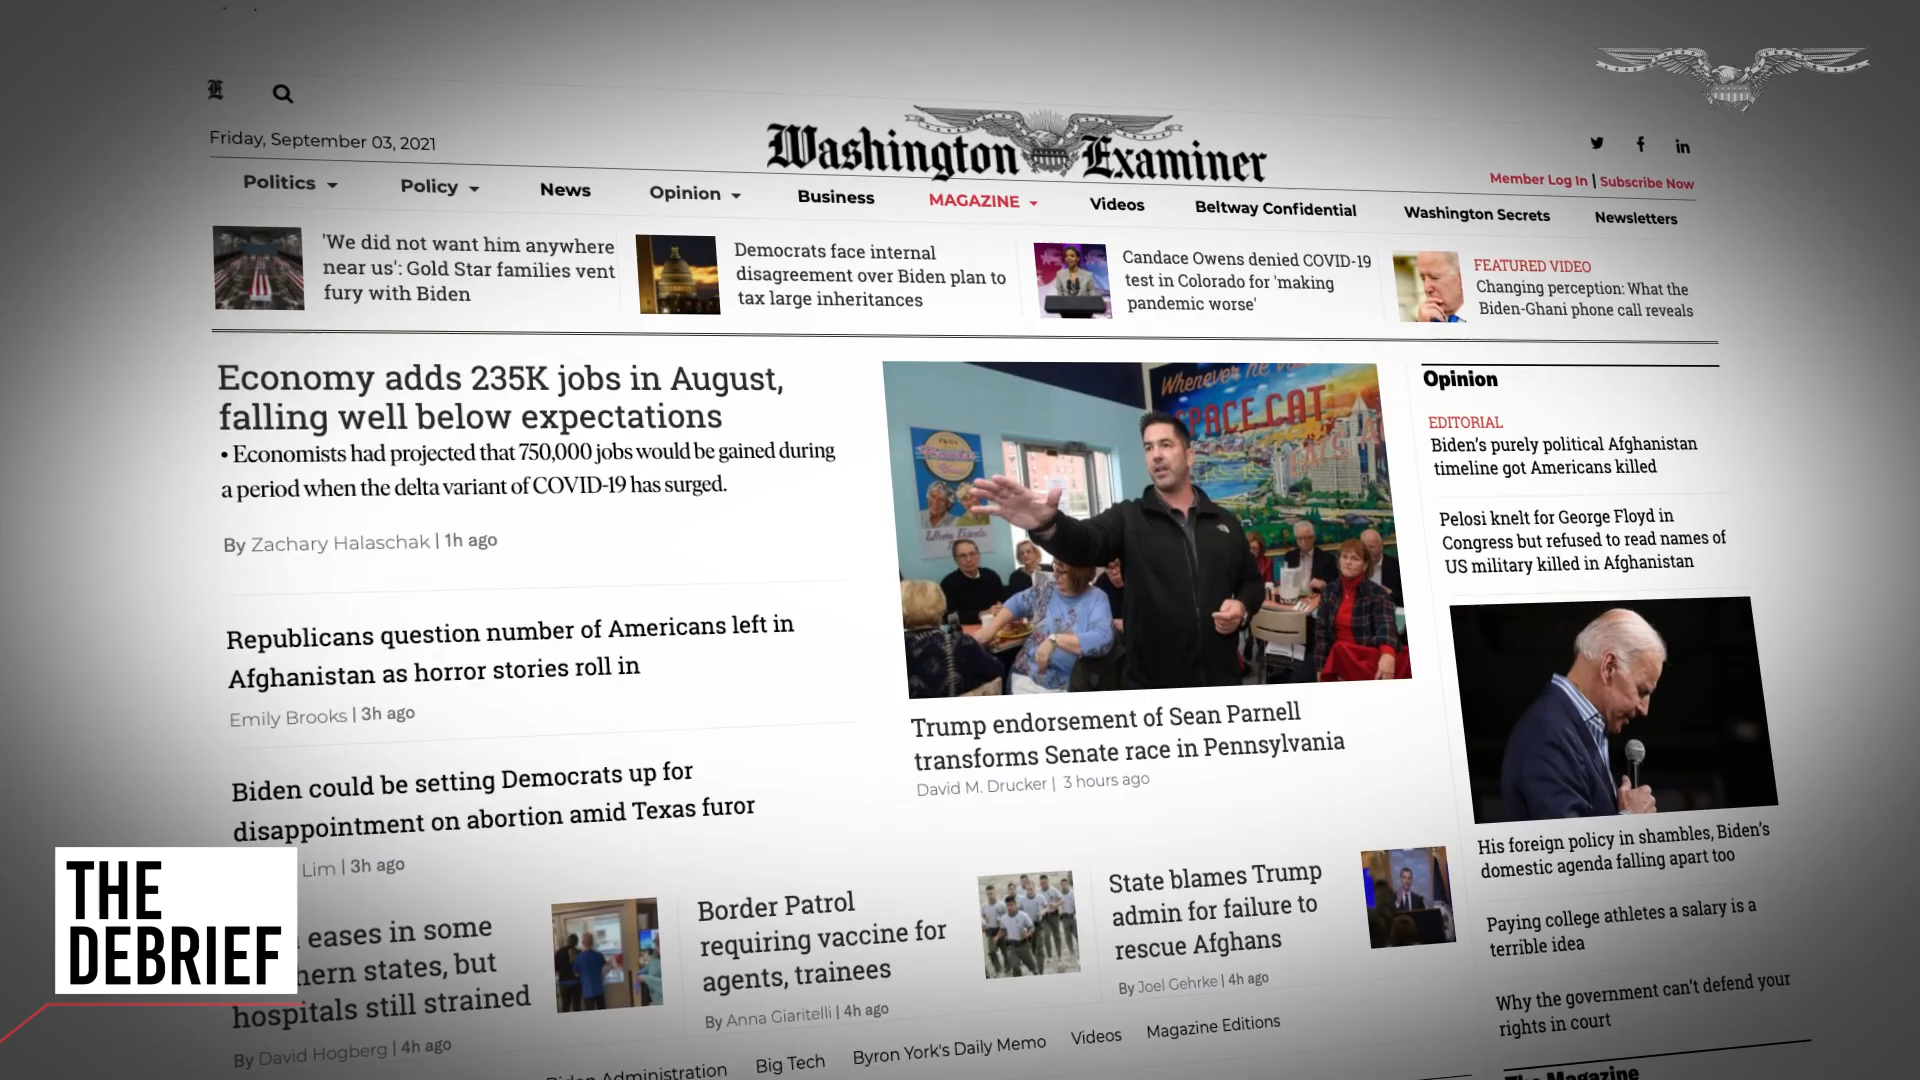 E
Friday, September 03, 2021
Washington Examiner
Member Log In | Subscribe Now
Politics
Policy
News
Opinion
Business
MAGAZINE
Videos
Beltway Confidential
Washington Secrets
Newsletters
'We did not want him anywhere
near us': Gold Star families vent
fury with Biden
Democrats face internal
disagreement over Biden plan to
tax large inheritances
Candace Owens denied COVID-19
test in Colorado for 'making
pandemic worse'
FEATURED VIDEO
Changing perception: What the
Biden-Ghani phone call reveals
Economy adds 235K jobs in August,
falling well below expectations
• Economists had projected that 750,000 jobs would be gained during
a period when the delta variant of COVID-19 has surged.
By Zachary Halaschak | 1h ago
Republicans question number of Americans left in
Afghanistan as horror stories roll in
Emily Brooks | 3h ago
Biden could be setting Democrats up for
disappointment on abortion amid Texas furor
Lim | 3h ago
Whenever he
SPACE CAT
Trump endorsement of Sean Parnell
transforms Senate race in Pennsylvania
David M. Drucker | 3 hours ago
Opinion
EDITORIAL
Biden's purely political Afghanistan
timeline got Americans killed
Pelosi knelt for George Floyd in
Congress but refused to read names of
US military killed in Afghanistan
His foreign policy in shambles, Biden's
domestic agenda falling apart too
Paying college athletes a salary is a
terrible idea
Why the government can't defend your
rights in court
The Magazine
THE
DEBRIEF
eases in some
hern states, but
hospitals still strained
By David Hogberg | 4h ago
Border Patrol
requiring vaccine for
agents, trainees
By Anna Giaritelli | 4h ago
State blames Trump
admin for failure to
rescue Afghans
By Joel Gehrke | 4h ago
Biden Administration
Big Tech
Byron York's Daily Memo
Videos
Magazine Editions